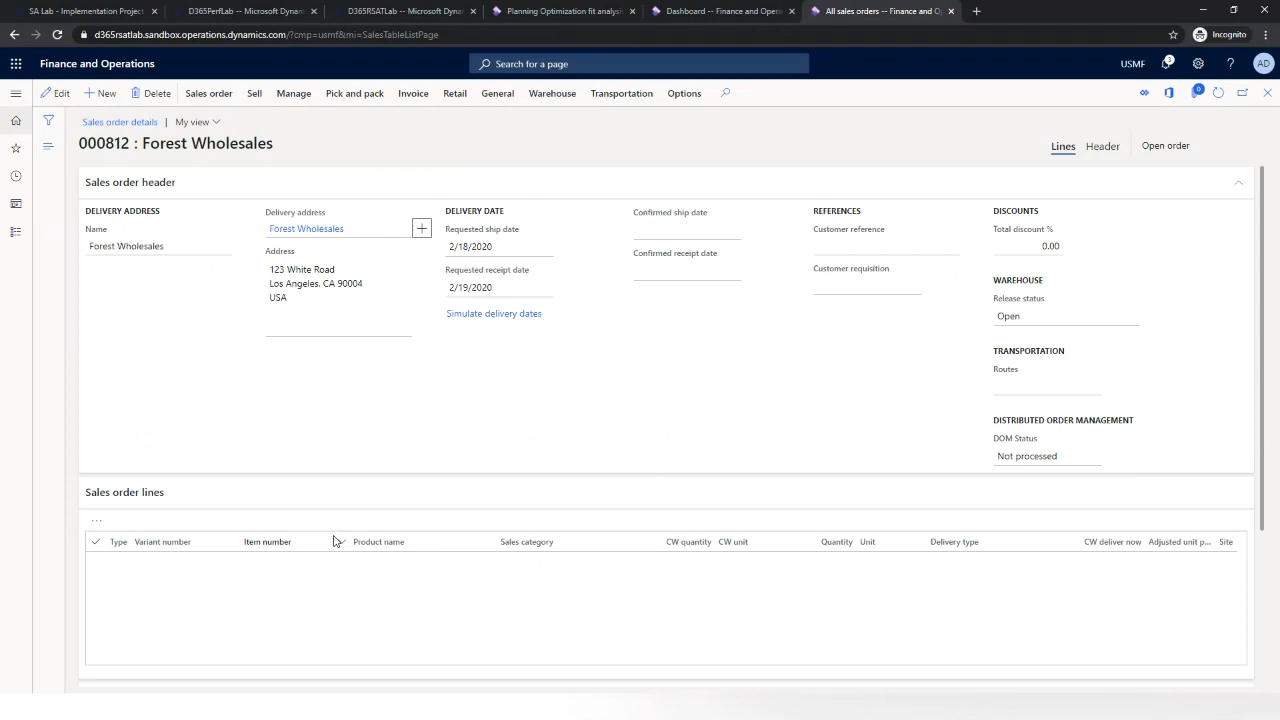 SA Lab - Implementation Project
D365PerfLab -- Microsoft Dynam
D365RSATLab -- Microsoft Dyna
Planning Optimization fit analysis
Dashboard -- Finance and Oper
All sales orders -- Finance and O
d365rsatlab.sandbox.operations.dynamics.com/?cmp=usmf&mi=SalesTableListPage
Incognito
Finance and Operations
Search for a page
USMF
AD
Edit New Delete Sales order Sell Manage Pick and pack Invoice Retail General Warehouse Transportation Options
0
Sales order details | My view
000812 : Forest Wholesales
Lines Header Open order
Sales order header
DELIVERY ADDRESS
Name
Forest Wholesales
Delivery address
Forest Wholesales
Address
123 White Road
Los Angeles, CA 90004
USA
DELIVERY DATE
Requested ship date
2/18/2020
Requested receipt date
2/19/2020
Simulate delivery dates
Confirmed ship date
Confirmed receipt date
REFERENCES
Customer reference
Customer requisition
DISCOUNTS
Total discount %
0.00
WAREHOUSE
Release status
Open
TRANSPORTATION
Routes
DISTRIBUTED ORDER MANAGEMENT
DOM Status
Not processed
Sales order lines
...
Type Variant number Item number Product name Sales category CW quantity CW unit Quantity Unit Delivery type CW deliver now Adjusted unit p... Site